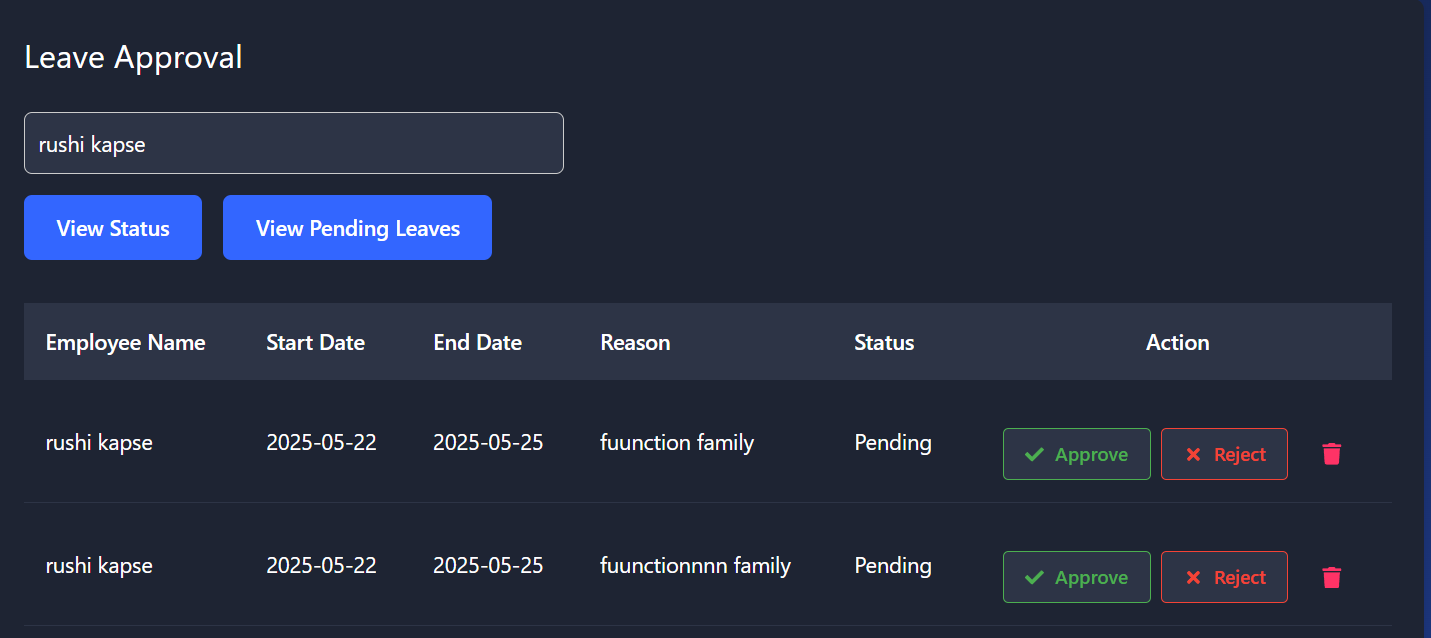 Leave Approval
rushi kapse
View Status View Pending Leaves
Employee Name Start Date End Date Reason Status Action
rushi kapse 2025-05-22 2025-05-25 fuunction family Pending Approve Reject
rushi kapse 2025-05-22 2025-05-25 fuunctionnnn family Pending Approve Reject